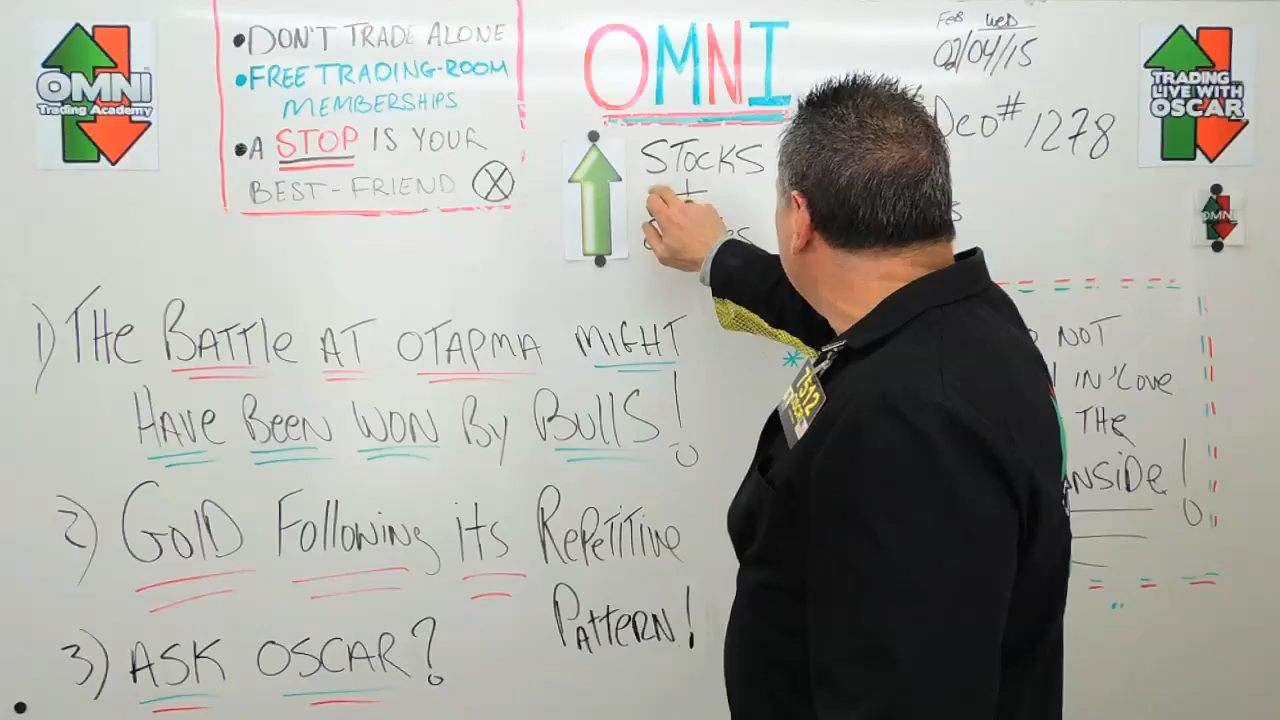 OMNI
Trading Academy
•DON'T TRADE ALONE
•FREE TRADING-ROOM
MEMBERSHIPS
•A STOP IS YOUR
BEST-FRIEND
OMNI
STOCKS
+
FEB WED
02/04/15
#1278
TRADING
LIVE WITH
OSCAR
OMNI
1) THE BATTLE AT OTAPMA MIGHT
HAVE BEEN WON BY BULLS!
2) GOLD FOLLOWING ITS REPETITIVE
PATTERN!
3) ASK OSCAR?
NOT
IN LOVE
THE
7512